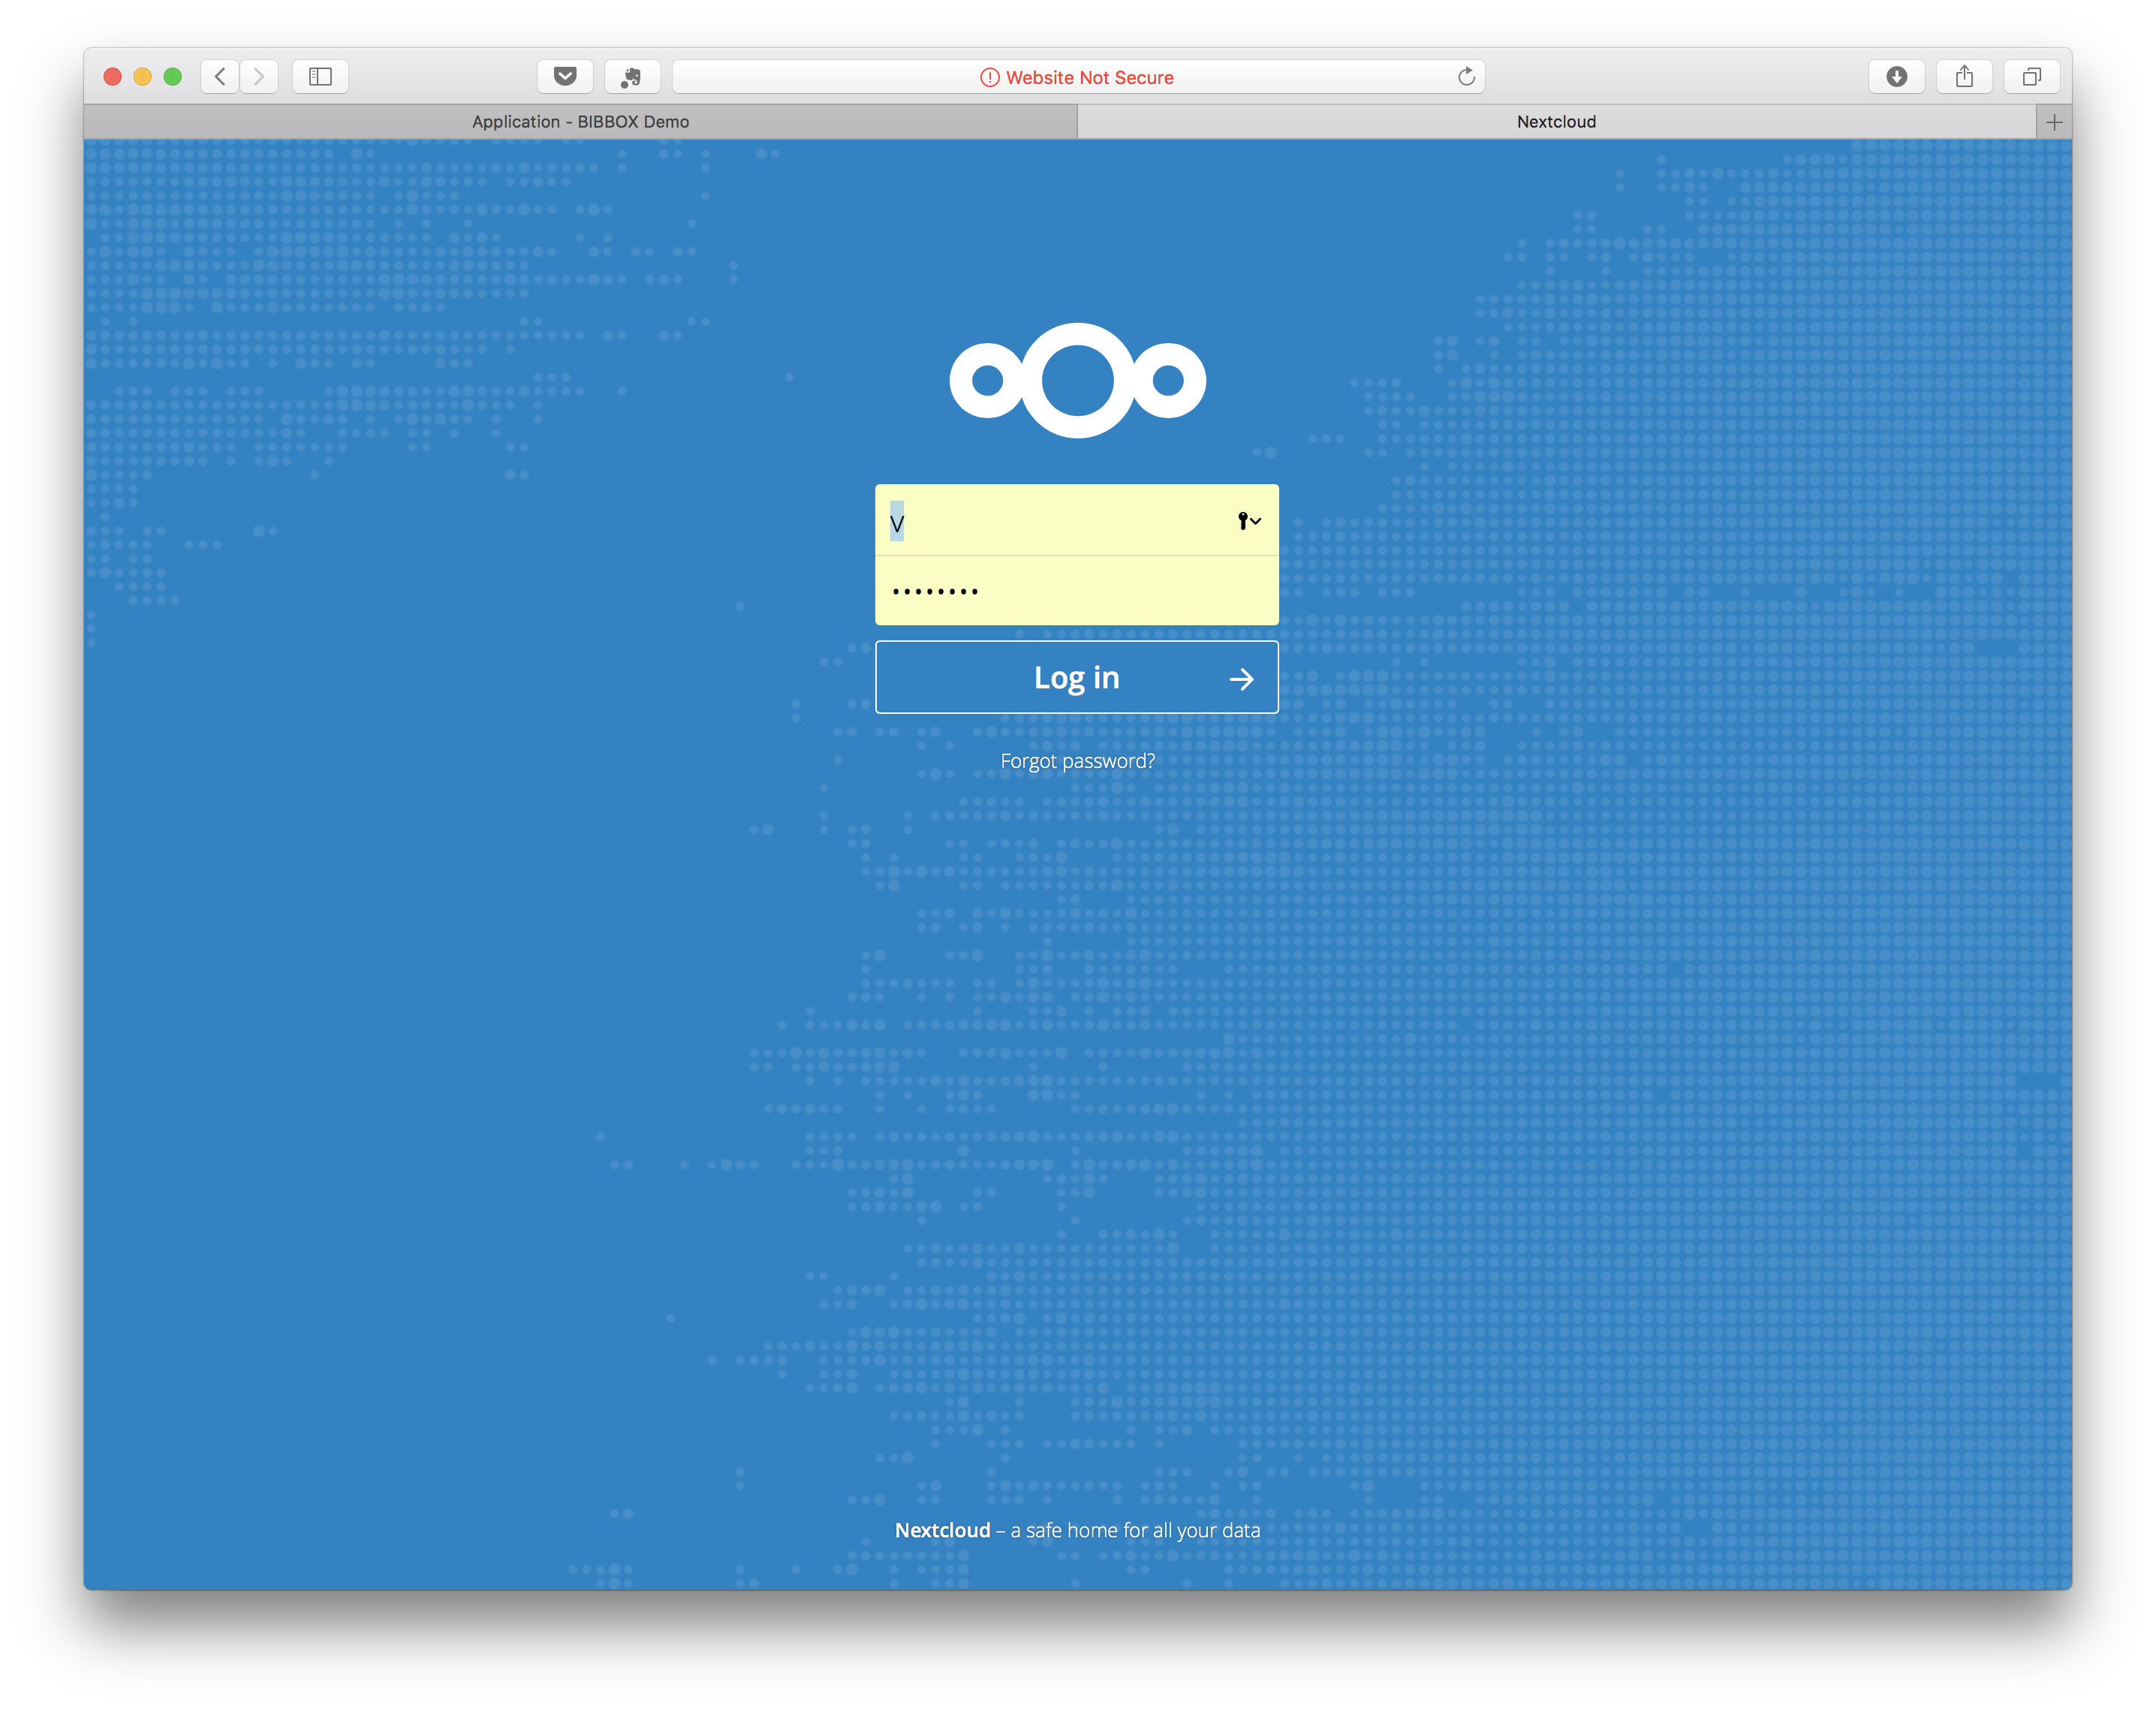 Website Not Secure
Application - BIBBOX Demo
Nextcloud
V
••••••••
Log in
Forgot password?
Nextcloud – a safe home for all your data